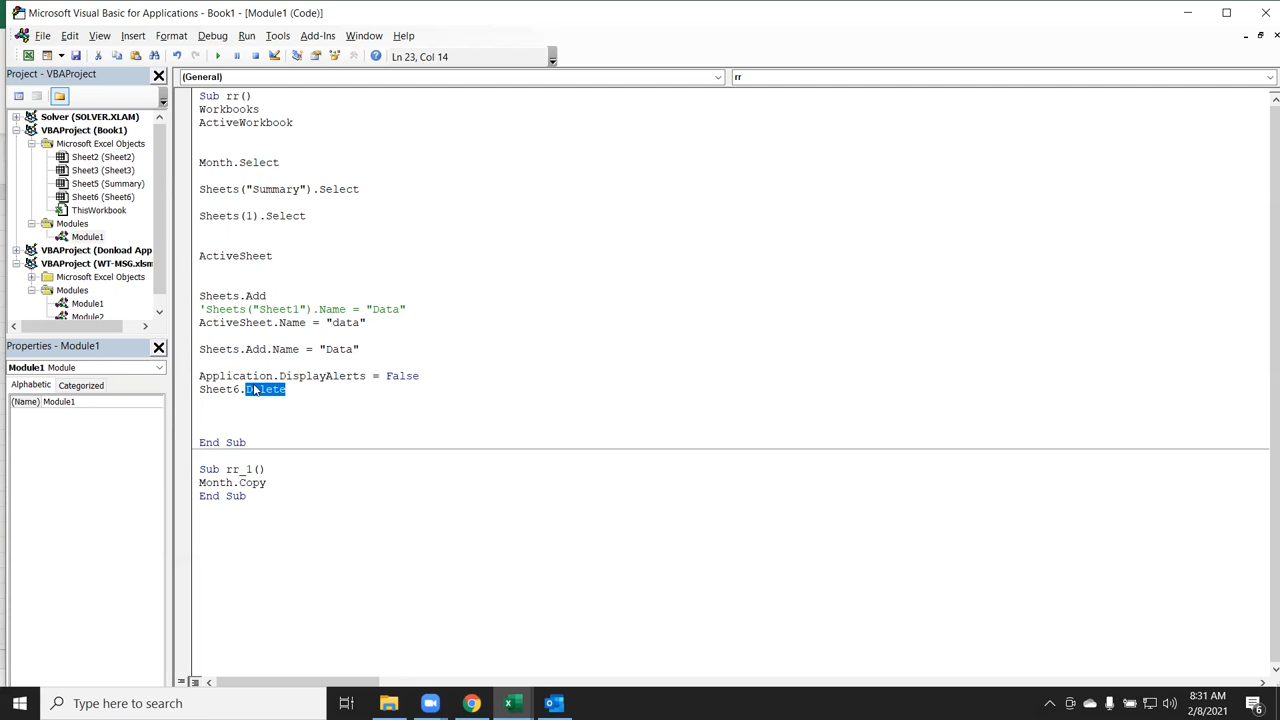 Microsoft Visual Basic for Applications - Book1 - [Module1 (Code)]
File Edit View Insert Format Debug Run Tools Add-Ins Window Help
Ln 23, Col 14
Project - VBAProject
(General)
rr
Solver (SOLVER.XLAM)
VBAProject (Book1)
Microsoft Excel Objects
Sheet2 (Sheet2)
Sheet3 (Sheet3)
Sheet5 (Summary)
Sheet6 (Sheet6)
ThisWorkbook
Modules
Module1
VBAProject (Donload App
VBAProject (WT-MSG.xlsm
Microsoft Excel Objects
Modules
Module1
Module2
Properties - Module1
Module1 Module
Alphabetic Categorized
(Name) Module1
Sub rr()
Workbooks
ActiveWorkbook
Month.Select
Sheets("Summary").Select
Sheets(1).Select
ActiveSheet
Sheets.Add
'Sheets("Sheet1").Name = "Data"
ActiveSheet.Name = "data"
Sheets.Add.Name = "Data"
Application.DisplayAlerts = False
Sheet6.Delete
End Sub
Sub rr_1()
Month.Copy
End Sub
Type here to search
8:31 AM
2/8/2021
6